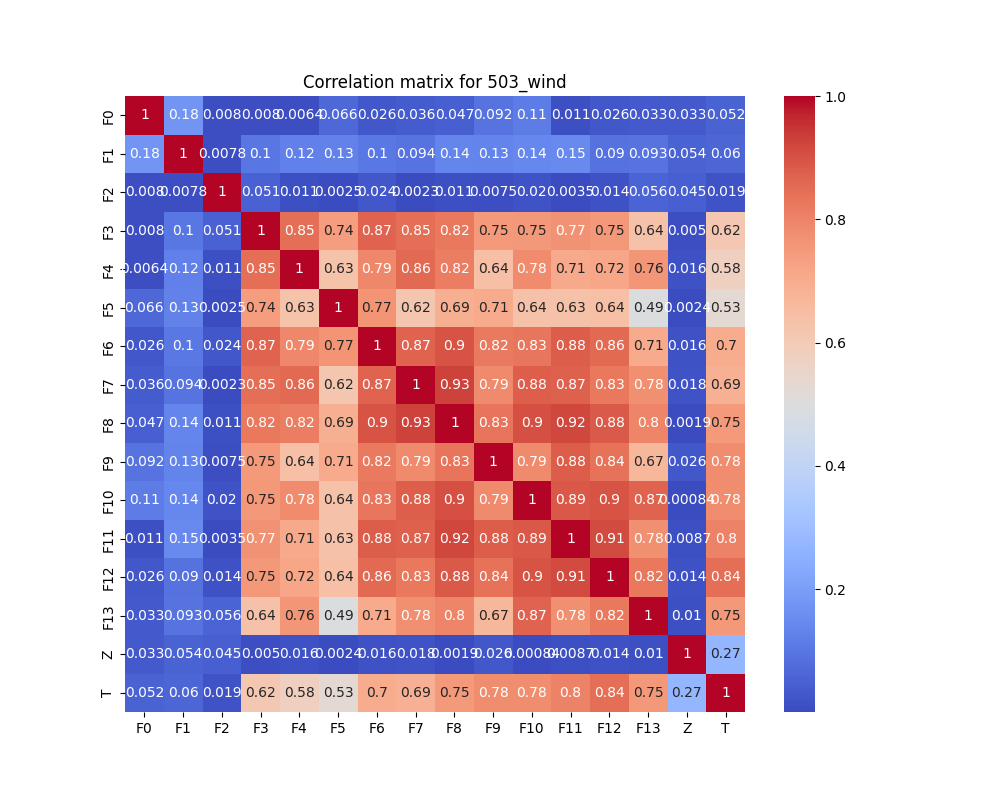 Correlation matrix for 503_wind
F0 1 0.18 0.008 0.008 0.0064 0.066 0.026 0.036 0.047 0.092 0.11 0.011 0.026 0.033 0.033 0.052
F1 0.18 1 0.0078 0.1 0.12 0.13 0.1 0.094 0.14 0.13 0.14 0.15 0.09 0.093 0.054 0.06
F2 0.008 0.0078 1 0.051 0.011 0.0025 0.024 0.0023 0.011 0.0075 0.02 0.0035 0.014 0.056 0.045 0.019
F3 0.008 0.1 0.051 1 0.85 0.74 0.87 0.85 0.82 0.75 0.75 0.77 0.75 0.64 0.005 0.62
F4 0.0064 0.12 0.011 0.85 1 0.63 0.79 0.86 0.82 0.64 0.78 0.71 0.72 0.76 0.016 0.58
F5 0.066 0.13 0.0025 0.74 0.63 1 0.77 0.62 0.69 0.71 0.64 0.63 0.64 0.49 0.0024 0.53
F6 0.026 0.1 0.024 0.87 0.79 0.77 1 0.87 0.9 0.82 0.83 0.88 0.86 0.71 0.016 0.7
F7 0.036 0.094 0.0023 0.85 0.86 0.62 0.87 1 0.93 0.79 0.88 0.87 0.83 0.78 0.018 0.69
F8 0.047 0.14 0.011 0.82 0.82 0.69 0.9 0.93 1 0.83 0.9 0.92 0.88 0.8 0.0019 0.75
F9 0.092 0.13 0.0075 0.75 0.64 0.71 0.82 0.79 0.83 1 0.79 0.88 0.84 0.67 0.026 0.78
F10 0.11 0.14 0.02 0.75 0.78 0.64 0.83 0.88 0.9 0.79 1 0.89 0.9 0.87 0.00084 0.78
F11 0.011 0.15 0.0035 0.77 0.71 0.63 0.88 0.87 0.92 0.88 0.89 1 0.91 0.78 0.0087 0.8
F12 0.026 0.09 0.014 0.75 0.72 0.64 0.86 0.83 0.88 0.84 0.9 0.91 1 0.82 0.014 0.84
F13 0.033 0.093 0.056 0.64 0.76 0.49 0.71 0.78 0.8 0.67 0.87 0.78 0.82 1 0.01 0.75
Z 0.033 0.054 0.045 0.005 0.016 0.0024 0.016 0.018 0.0019 0.026 0.00084 0.0087 0.014 0.01 1 0.27
T 0.052 0.06 0.019 0.62 0.58 0.53 0.7 0.69 0.75 0.78 0.78 0.8 0.84 0.75 0.27 1
F0 F1 F2 F3 F4 F5 F6 F7 F8 F9 F10 F11 F12 F13 Z T
1.0
0.8
0.6
0.4
0.2